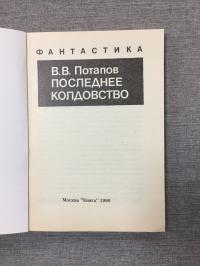 ФАНТАСТИКА
В.В. Потапов
ПОСЛЕДНЕЕ
КОЛДОВСТВО
Москва "Книга" 1990